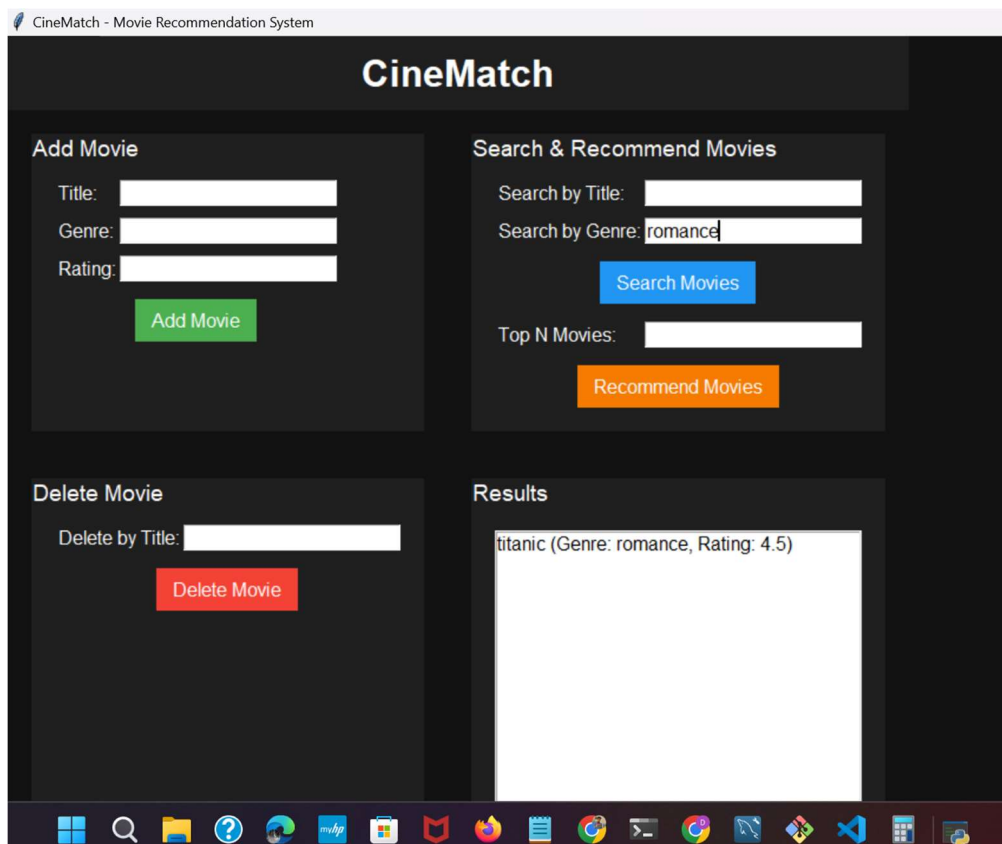 CineMatch - Movie Recommendation System
CineMatch
Add Movie
Title:
Genre:
Rating:
Add Movie
Search & Recommend Movies
Search by Title:
Search by Genre: romance
Search Movies
Top N Movies:
Recommend Movies
Delete Movie
Delete by Title:
Delete Movie
Results
titanic (Genre: romance, Rating: 4.5)
myhp